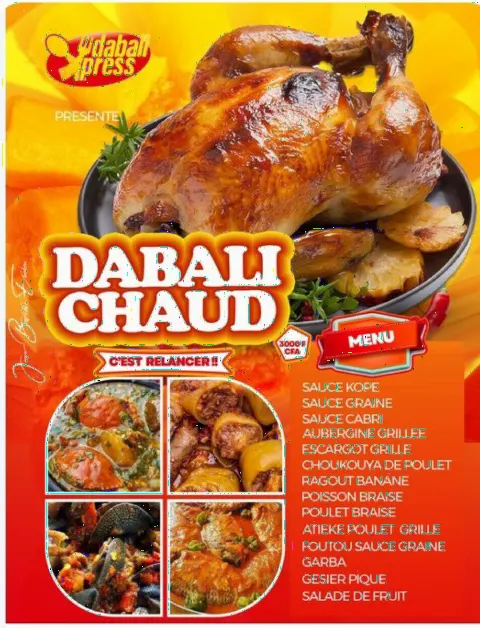 dabali
xpress
PRESENTE
DABALI
CHAUD
C'EST RELANCER !!
3000 F
CFA
MENU
SAUCE KOPE
SAUCE GRAINE
SAUCE CABRI
AUBERGINE GRILLEE
ESCARGOT GRILLE
CHOUKOUYA DE POULET
RAGOUT BANANE
POISSON BRAISE
POULET BRAISE
ATIEKE POULET GRILLE
FOUTOU SAUCE GRAINE
GARBA
GESIER PIQUE
SALADE DE FRUIT